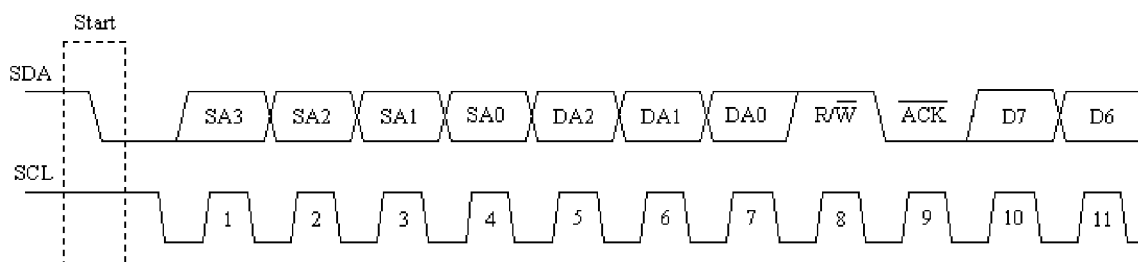 Start
SDA
SA3 SA2 SA1 SA0 DA2 DA1 DA0 R/W̅ A̅C̅K̅ D7 D6
SCL
1 2 3 4 5 6 7 8 9 10 11